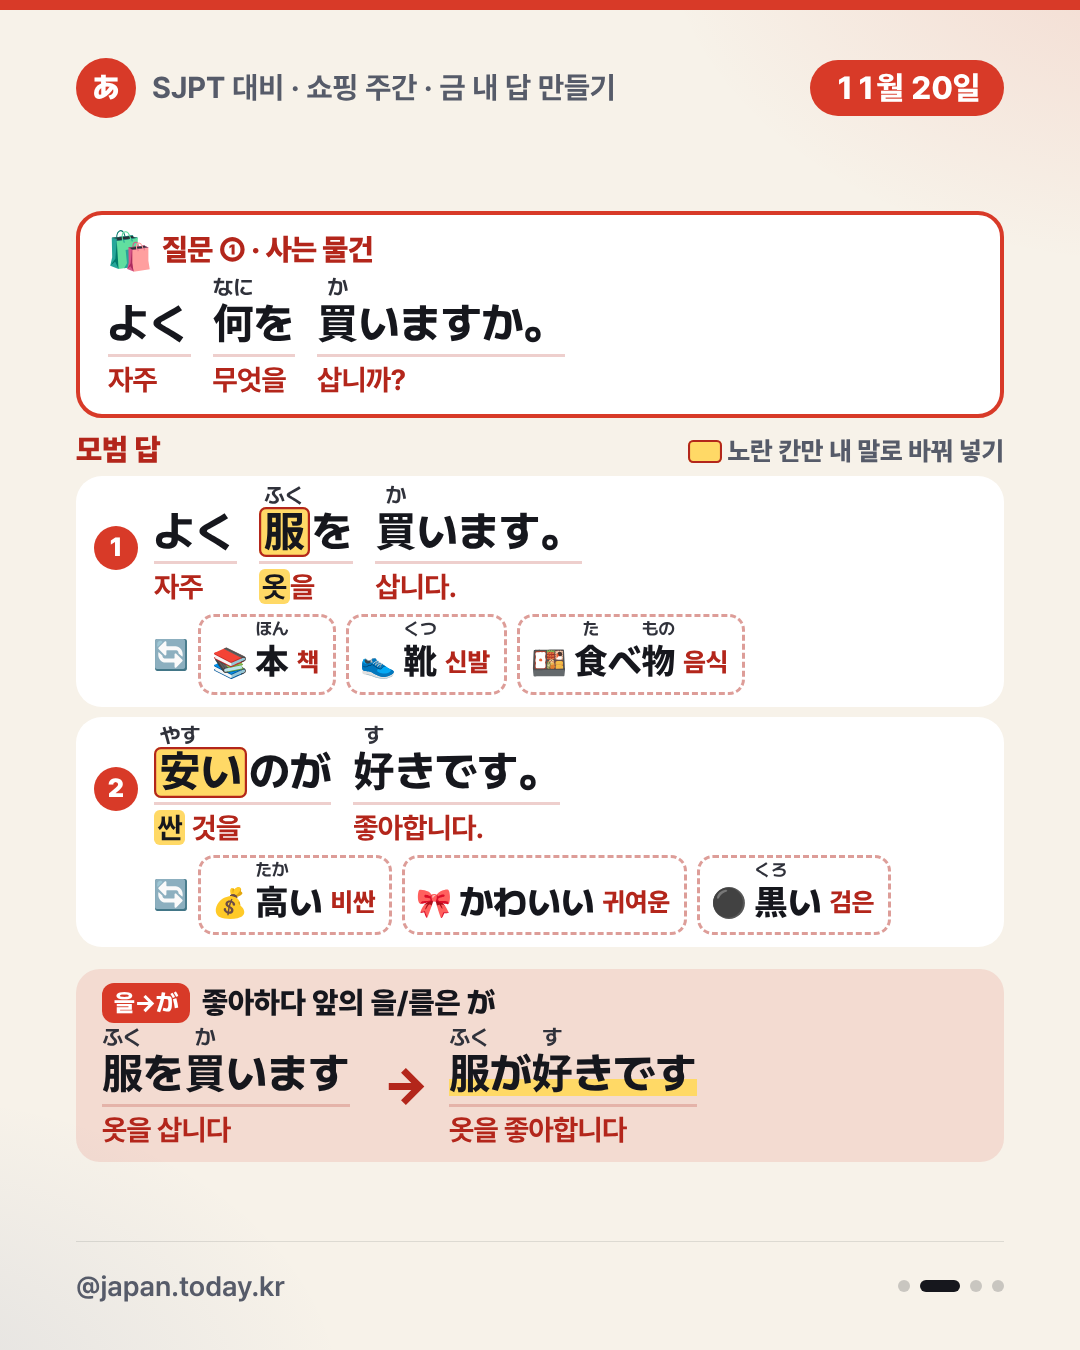 あ SJPT 대비 · 쇼핑 주간 · 금 내 답 만들기
11월 20일
질문 ① · 사는 물건
なに か
よく 何を 買いますか。
자주 무엇을 삽니까?
모범 답
노란 칸만 내 말로 바꿔 넣기
ふく か
1 よく 服を 買います。
자주 옷을 삽니다.
ほん くつ た もの
本 책 靴 신발 食べ物 음식
やす す
2 安いのが 好きです。
싼 것을 좋아합니다.
たか くろ
高い 비싼 かわいい 귀여운 黒い 검은
을→が 좋아하다 앞의 을/를은 が
ふく か ふく す
服を買います → 服が好きです
옷을 삽니다 옷을 좋아합니다
@japan.today.kr